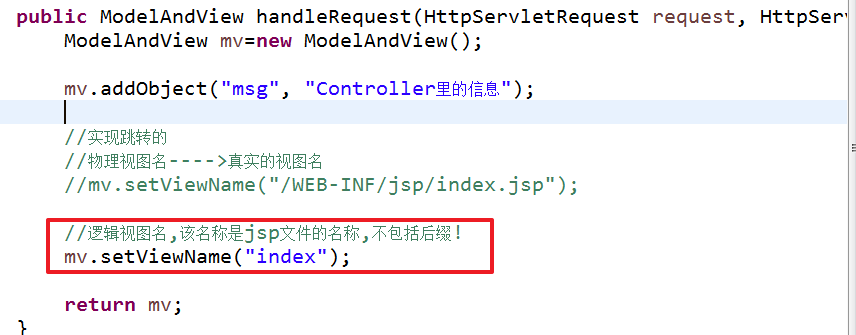 public ModelAndView handleRequest(HttpServletRequest request, HttpServ
ModelAndView mv=new ModelAndView();
mv.addObject("msg", "Controller里的信息");
//实现跳转的
//物理视图名---->真实的视图名
//mv.setViewName("/WEB-INF/jsp/index.jsp");
//逻辑视图名,该名称是jsp文件的名称,不包括后缀!
mv.setViewName("index");
return mv;
}